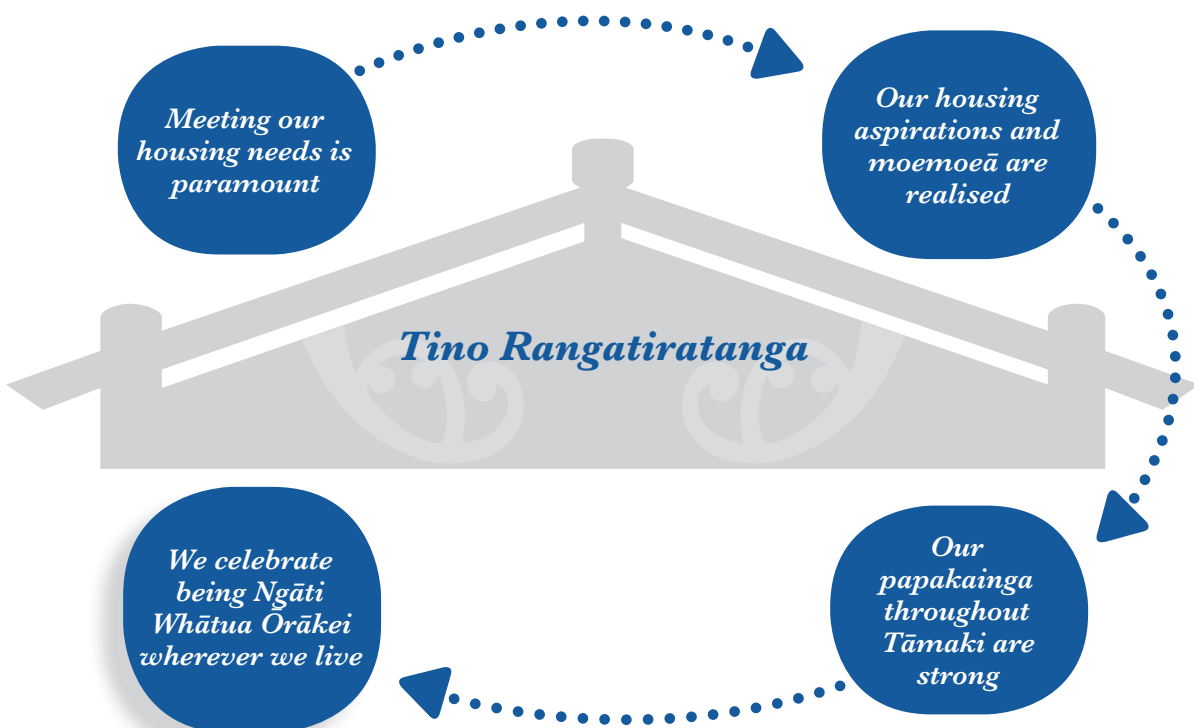 Meeting our
housing needs is
paramount
Our housing
aspirations and
moemoeā are
realised
Tino Rangatiratanga
Our
papakainga
throughout
Tāmaki are
strong
We celebrate
being Ngāti
Whātua Ōrākei
wherever we live